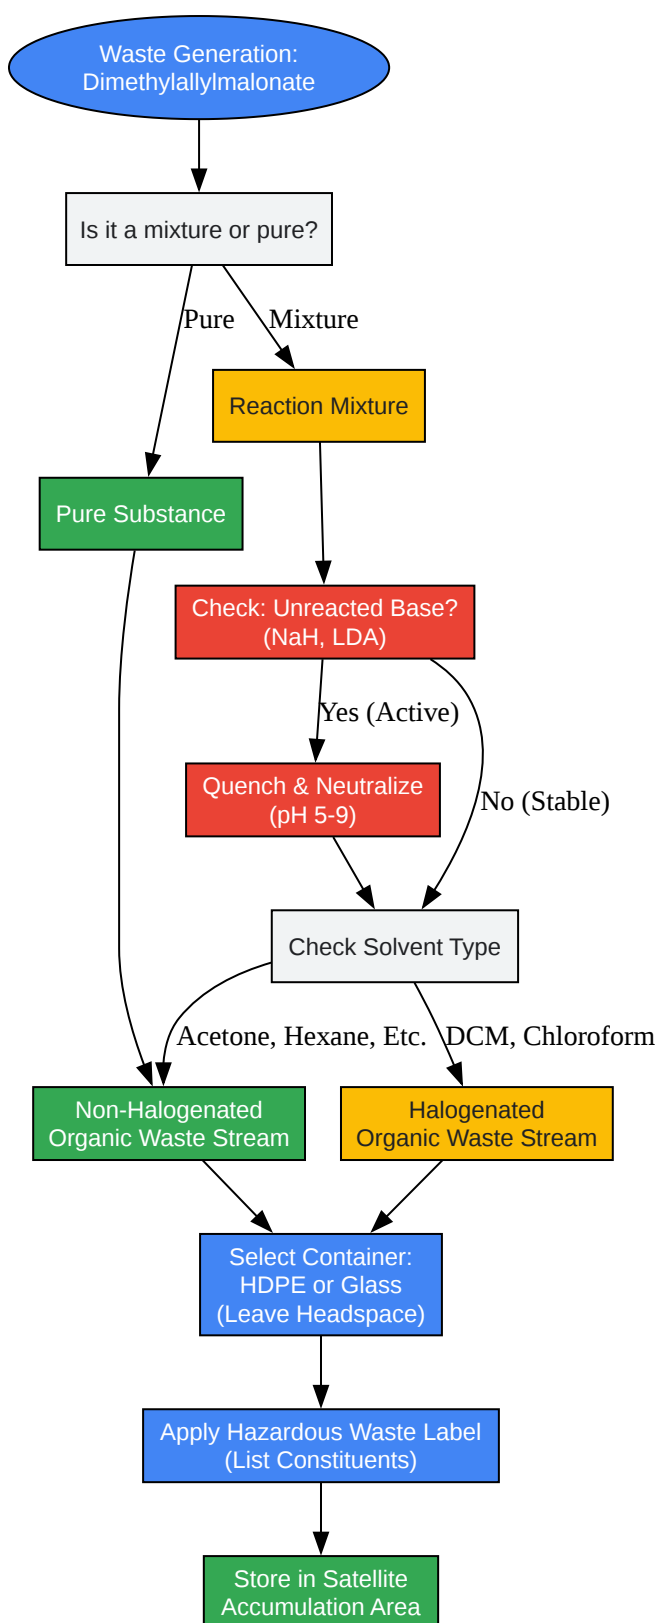 Waste Generation:
Dimethylallylmalonate
Is it a mixture or pure?
Pure
Mixture
Reaction Mixture
Pure Substance
Check: Unreacted Base?
(NaH, LDA)
Yes (Active)
Quench & Neutralize
(pH 5-9)
No (Stable)
Check Solvent Type
Acetone, Hexane, Etc.
DCM, Chloroform
Non-Halogenated
Organic Waste Stream
Halogenated
Organic Waste Stream
Select Container:
HDPE or Glass
(Leave Headspace)
Apply Hazardous Waste Label
(List Constituents)
Store in Satellite
Accumulation Area